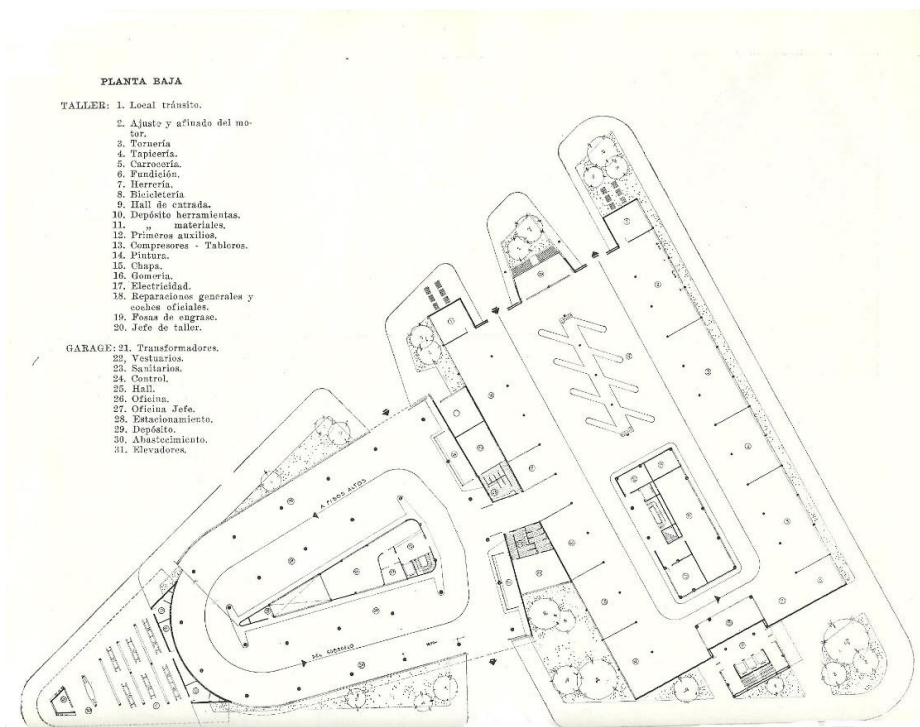 PLANTA BAJA
TALLER: 1. Local tránsito.
2. Ajuste y afinado del mo-
tor.
3. Tornería
4. Tapicería.
5. Carrocería.
6. Fundición.
7. Herrería.
8. Bicicletería
9. Hall de entrada.
10. Depósito herramientas.
11. „ materiales.
12. Primeros auxilios.
13. Compresores - Tableros.
14. Pintura.
15. Chapa.
16. Gomería.
17. Electricidad.
18. Reparaciones generales y
coches oficiales.
19. Fosas de engrase.
20. Jefe de taller.
GARAGE: 21. Transformadores.
22, Vestuarios.
23. Sanitarios.
24. Control.
25. Hall.
26. Oficina.
27. Oficina Jefe.
28. Estacionamiento.
29. Depósito.
30. Abastecimiento.
31. Elevadores.
A PISOS ALTOS
DEL SUBSUELO